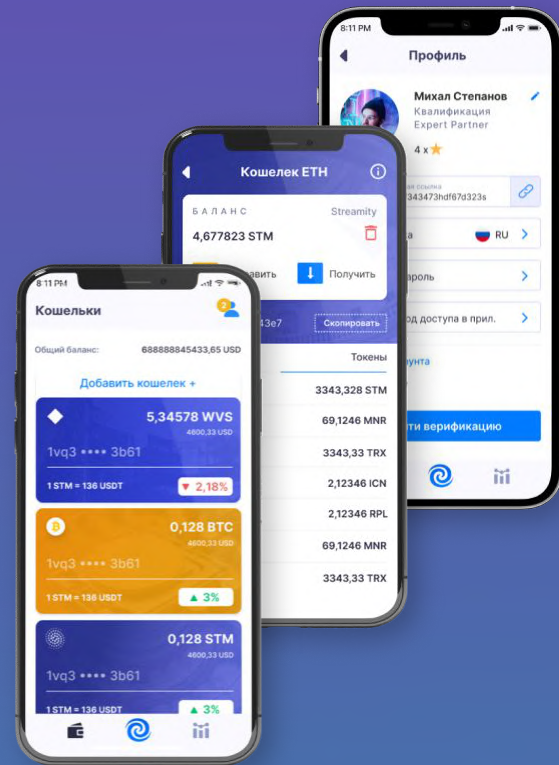 8:11 PM
Профиль
Михал Степанов
Квалификация
Expert Partner
4 x
ссылка
343473hdf67d323s
RU
доступа в прил.
верификацию
Кошелек ETH
БАЛАНС
Streamity
4,677823 STM
Получить
43e7
Скопировать
Токены
3343,328 STM
69,1246 MNR
3343,33 TRX
2,12346 ICN
2,12346 RPL
69,1246 MNR
3343,33 TRX
8:11 PM
Кошельки
2
Общий баланс:
688888845433,65 USD
Добавить кошелек +
5,34578 WVS
4600,33 USD
1vq3 •••• 3b61
1 STM = 136 USDT
▼ 2,18%
0,128 BTC
4600,33 USD
1vq3 •••• 3b61
1 STM = 136 USDT
▲ 3%
0,128 STM
4600,33 USD
1vq3 •••• 3b61
1 STM = 136 USDT
▲ 3%